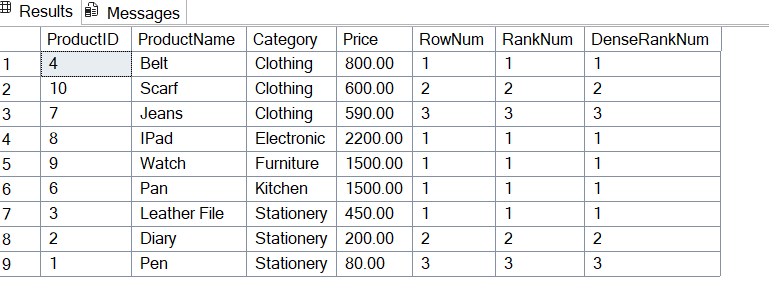 Results Messages
ProductID ProductName Category Price RowNum RankNum DenseRankNum
1 4 Belt Clothing 800.00 1 1 1
2 10 Scarf Clothing 600.00 2 2 2
3 7 Jeans Clothing 590.00 3 3 3
4 8 IPad Electronic 2200.00 1 1 1
5 9 Watch Furniture 1500.00 1 1 1
6 6 Pan Kitchen 1500.00 1 1 1
7 3 Leather File Stationery 450.00 1 1 1
8 2 Diary Stationery 200.00 2 2 2
9 1 Pen Stationery 80.00 3 3 3